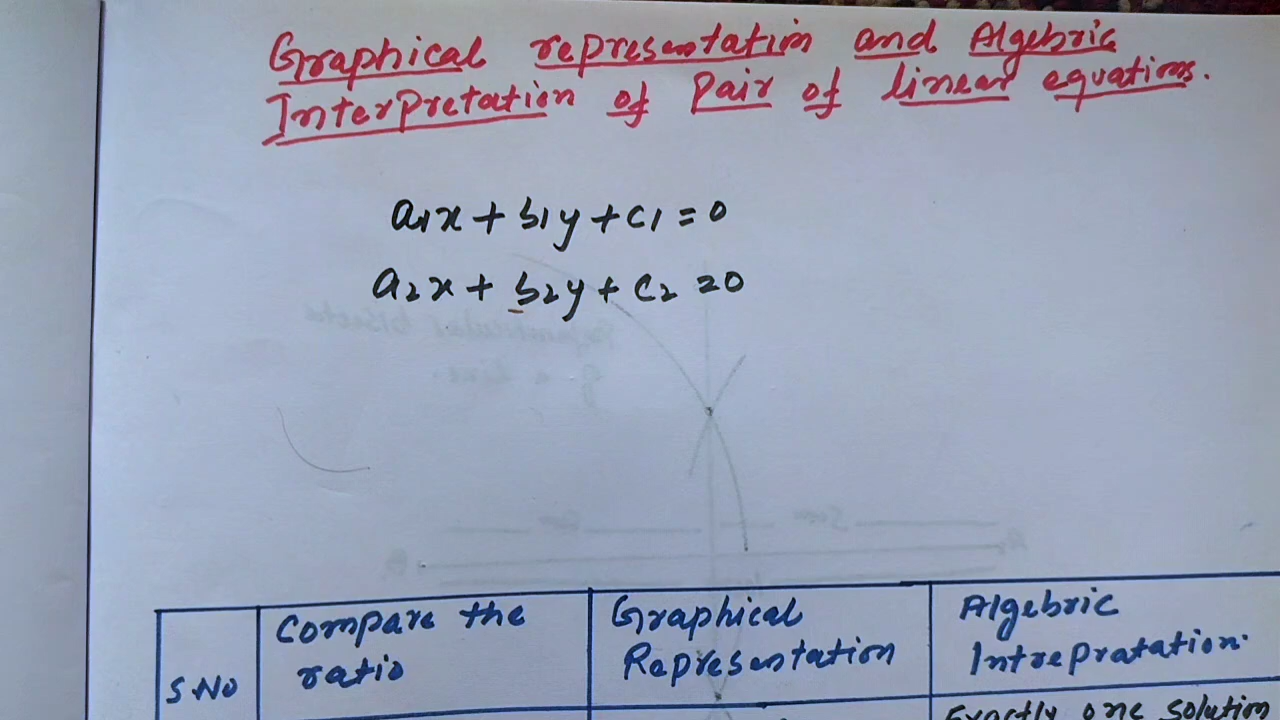 Graphical representation and Algebric
Interpretation of Pair of linear equations.
a1x + b1y + c1 = 0
a2x + b2y + c2 = 0
S NO
Compare the
ratio
Graphical
Representation
Algebric
Intrepratation.
Exactly one solution